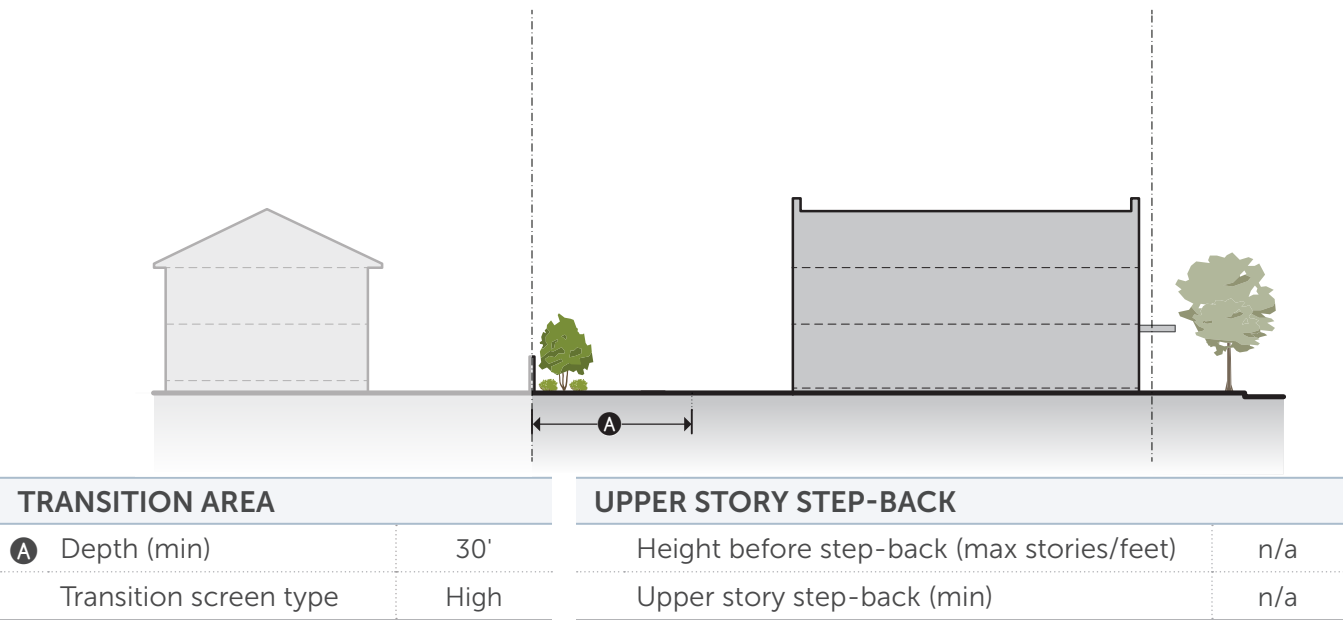 A
TRANSITION AREA
A Depth (min) 30'
Transition screen type High
UPPER STORY STEP-BACK
Height before step-back (max stories/feet) n/a
Upper story step-back (min) n/a